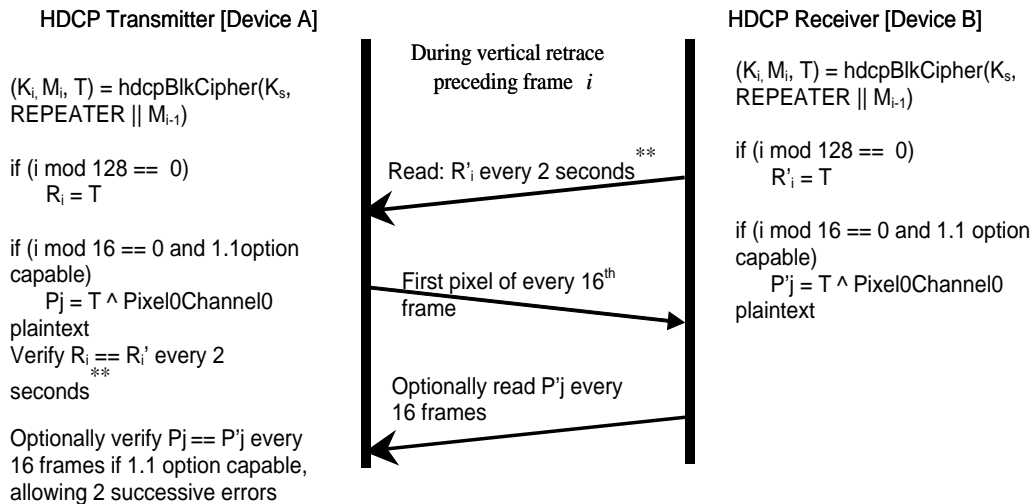 HDCP Transmitter [Device A]
(Ki, Mi, T) = hdcpBlkCipher(Ks,
REPEATER || Mi-1)
if (i mod 128 == 0)
Ri = T
if (i mod 16 == 0 and 1.1option
capable)
Pj = T ^ Pixel0Channel0
plaintext
Verify Ri == Ri' every 2
seconds**
Optionally verify Pj == P'j every
16 frames if 1.1 option capable,
allowing 2 successive errors
During vertical retrace
preceding frame i
Read: R'i every 2 seconds**
First pixel of every 16th
frame
Optionally read P'j every
16 frames
HDCP Receiver [Device B]
(Ki, Mi, T) = hdcpBlkCipher(Ks,
REPEATER || Mi-1)
if (i mod 128 == 0)
R'i = T
if (i mod 16 == 0 and 1.1 option
capable)
P'j = T ^ Pixel0Channel0
plaintext